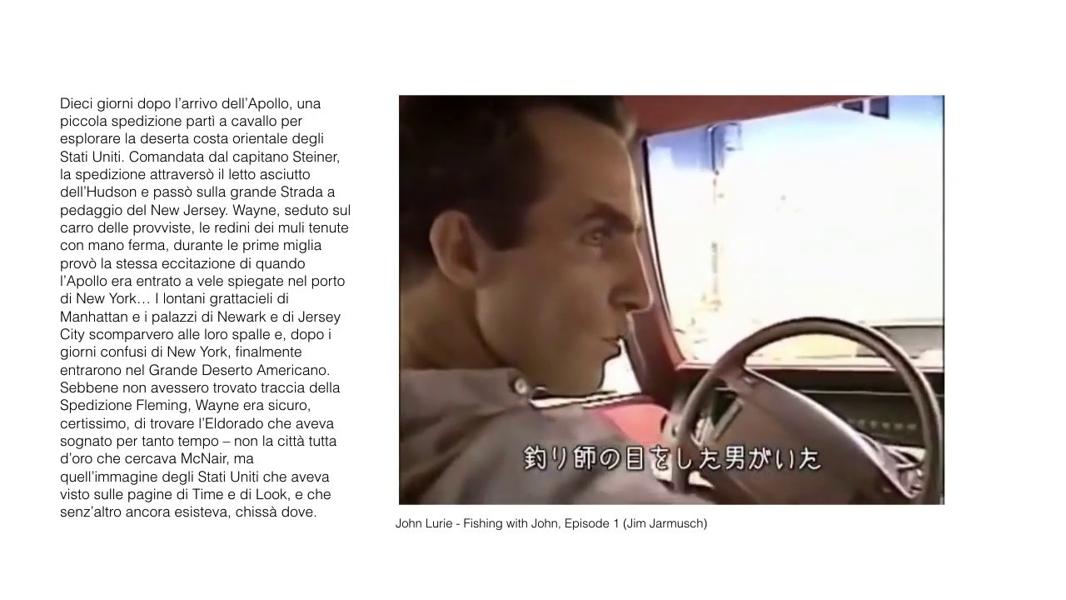 Dieci giorni dopo l’arrivo dell’Apollo, una
piccola spedizione partì a cavallo per
esplorare la deserta costa orientale degli
Stati Uniti. Comandata dal capitano Steiner,
la spedizione attraversò il letto asciutto
dell’Hudson e passò sulla grande Strada a
pedaggio del New Jersey. Wayne, seduto sul
carro delle provviste, le redini dei muli tenute
con mano ferma, durante le prime miglia
provò la stessa eccitazione di quando
l’Apollo era entrato a vele spiegate nel porto
di New York… I lontani grattacieli di
Manhattan e i palazzi di Newark e di Jersey
City scomparvero alle loro spalle e, dopo i
giorni confusi di New York, finalmente
entrarono nel Grande Deserto Americano.
Sebbene non avessero trovato traccia della
Spedizione Fleming, Wayne era sicuro,
certissimo, di trovare l’Eldorado che aveva
sognato per tanto tempo – non la città tutta
d’oro che cercava McNair, ma
quell’immagine degli Stati Uniti che aveva
visto sulle pagine di Time e di Look, e che
senz’altro ancora esisteva, chissà dove.
釣り師の目をした男がいた
John Lurie - Fishing with John, Episode 1 (Jim Jarmusch)